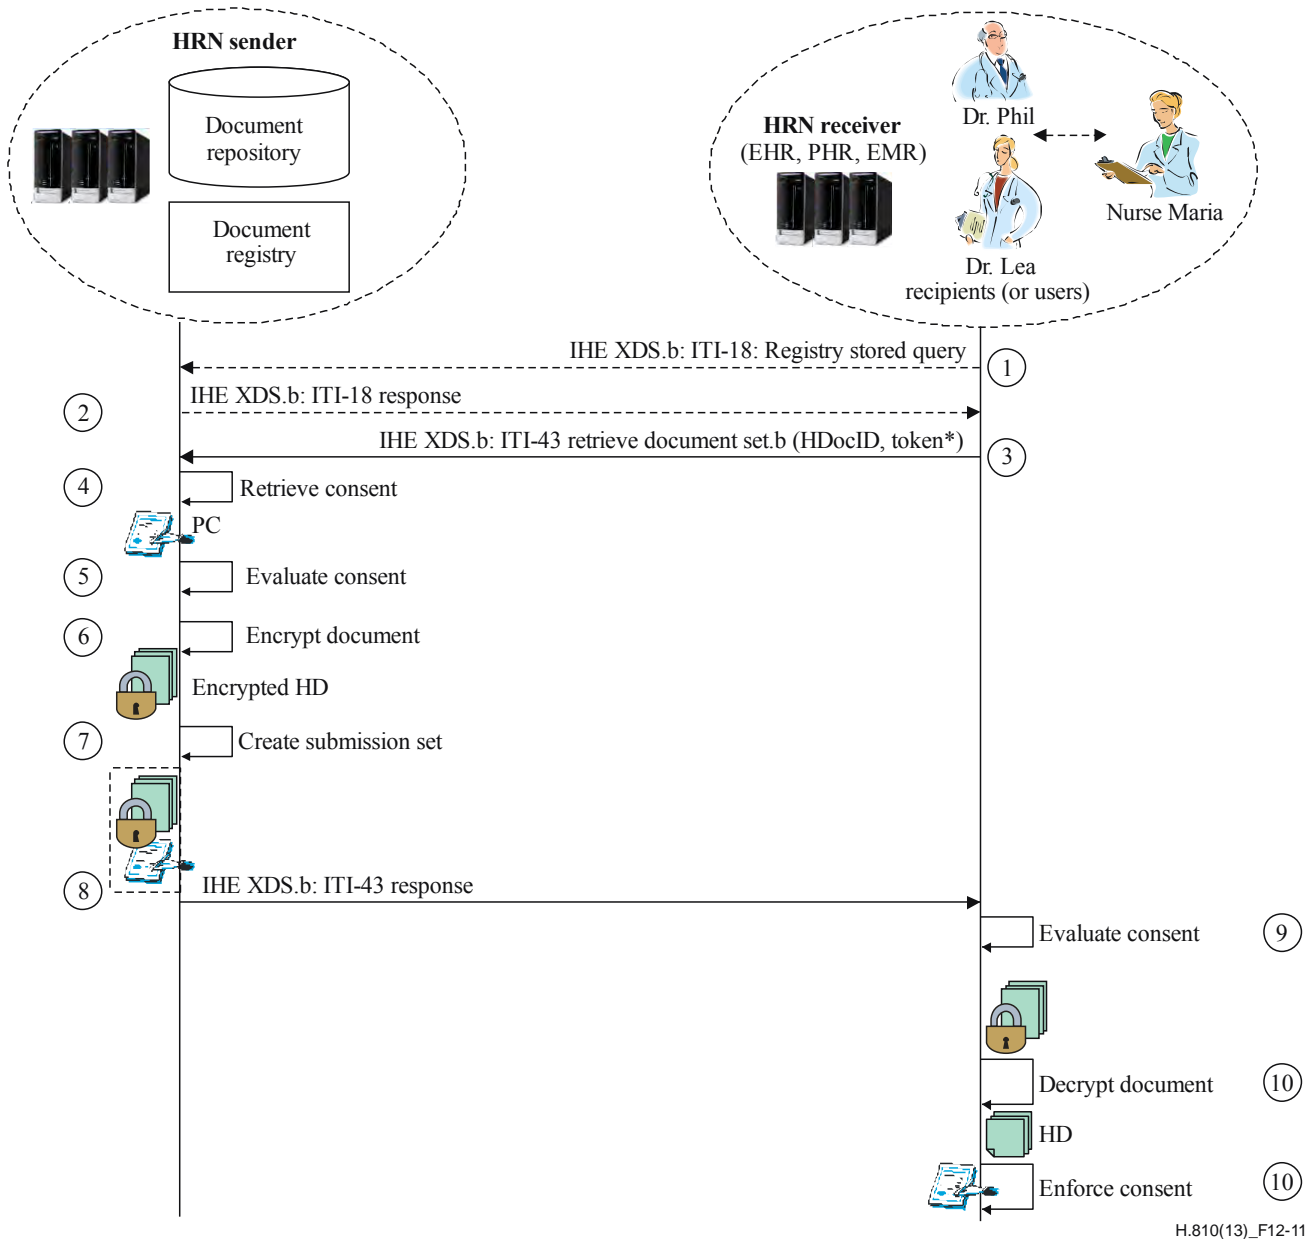 HRN sender
Document
repository
Document
registry
HRN receiver
(EHR, PHR, EMR)
Dr. Phil
Nurse Maria
Dr. Lea
recipients (or users)
IHE XDS.b: ITI-18: Registry stored query
1
IHE XDS.b: ITI-18 response
2
IHE XDS.b: ITI-43 retrieve document set.b (HDocID, token*)
3
4
Retrieve consent
PC
5
Evaluate consent
6
Encrypt document
Encrypted HD
7
Create submission set
8
IHE XDS.b: ITI-43 response
Evaluate consent
9
Decrypt document
10
HD
Enforce consent
10
H.810(13)_F12-11